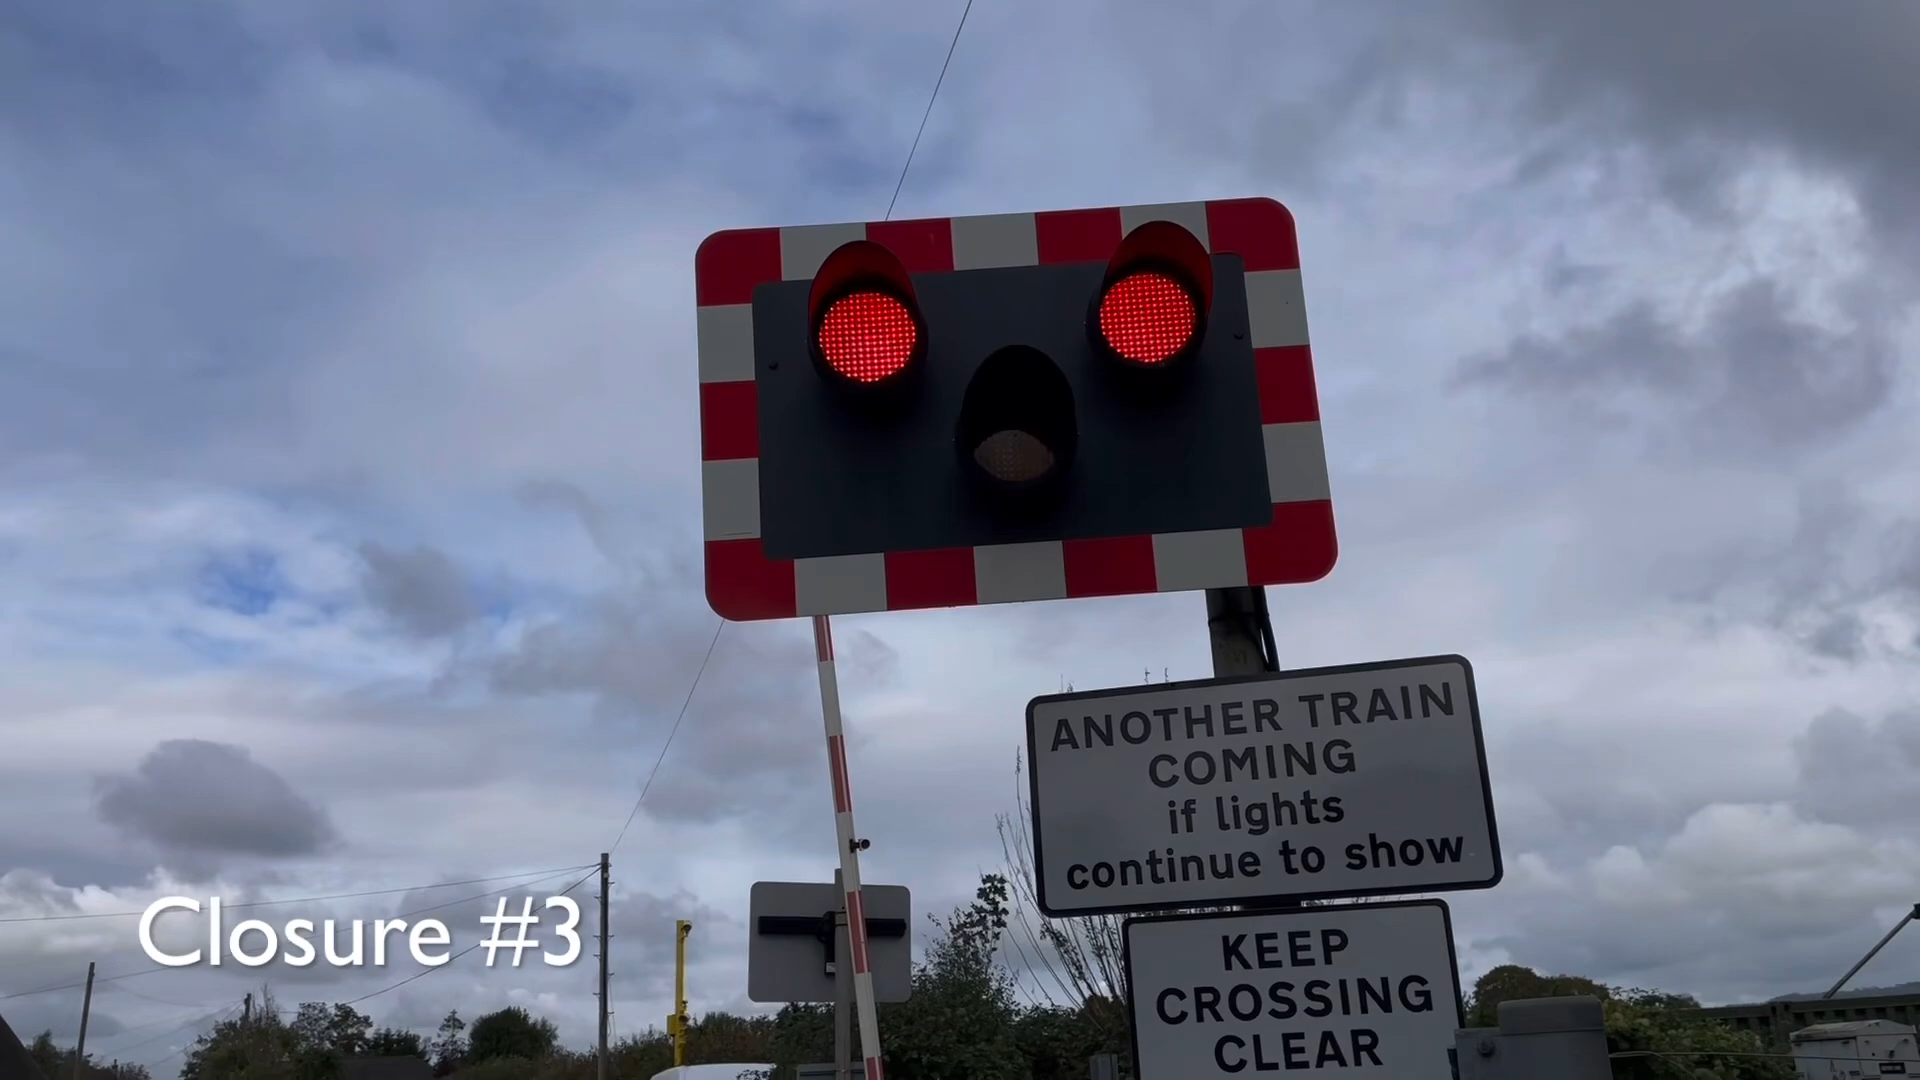 ANOTHER TRAIN
COMING
if lights
continue to show
KEEP
CROSSING
CLEAR
Closure #3